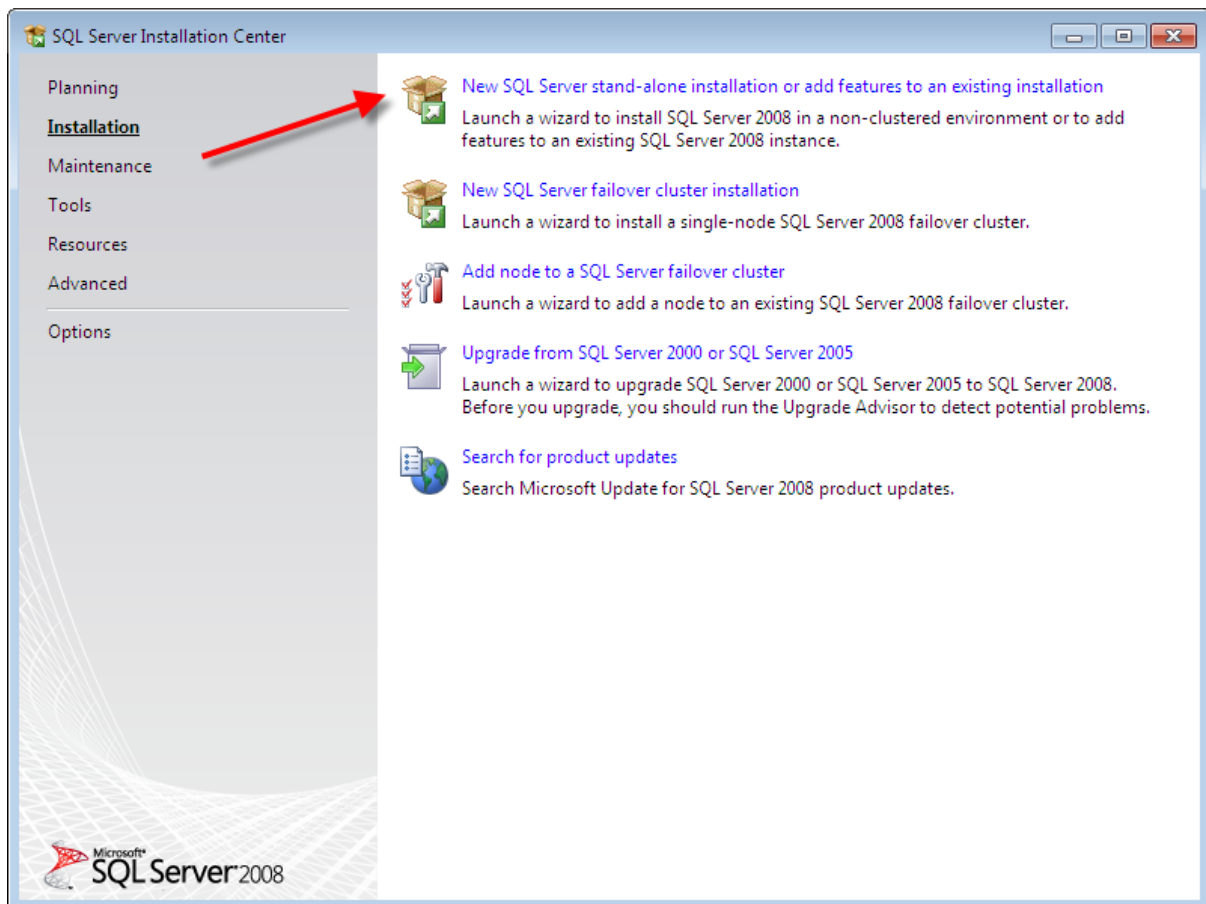 SQL Server Installation Center
Planning
Installation
Maintenance
Tools
Resources
Advanced
Options
New SQL Server stand-alone installation or add features to an existing installation
Launch a wizard to install SQL Server 2008 in a non-clustered environment or to add
features to an existing SQL Server 2008 instance.
New SQL Server failover cluster installation
Launch a wizard to install a single-node SQL Server 2008 failover cluster.
Add node to a SQL Server failover cluster
Launch a wizard to add a node to an existing SQL Server 2008 failover cluster.
Upgrade from SQL Server 2000 or SQL Server 2005
Launch a wizard to upgrade SQL Server 2000 or SQL Server 2005 to SQL Server 2008.
Before you upgrade, you should run the Upgrade Advisor to detect potential problems.
Search for product updates
Search Microsoft Update for SQL Server 2008 product updates.
Microsoft®
SQL Server 2008